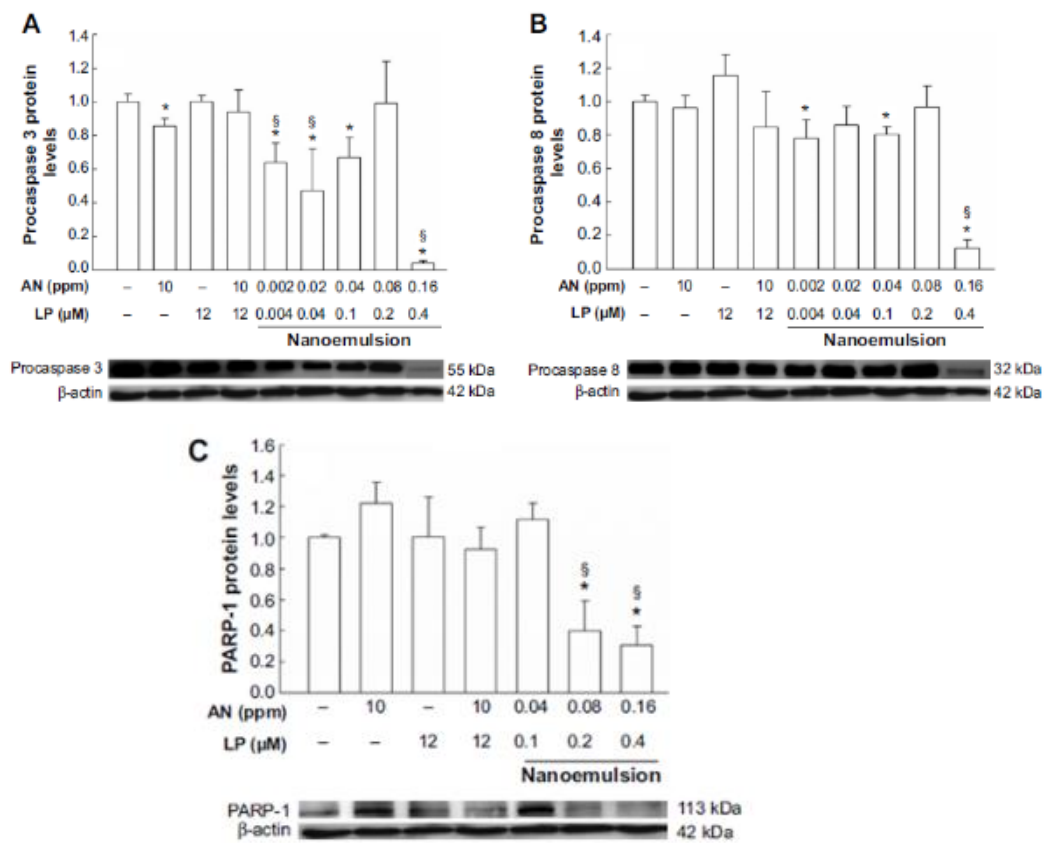 A
1.4
1.2
1.0
0.8
0.6
0.4
0.2
0.0
Procaspase 3 protein
levels
*
§
*
§
*
*
§
*
AN (ppm) – 10 – 10 0.002 0.02 0.04 0.08 0.16
LP (µM) – – 12 12 0.004 0.04 0.1 0.2 0.4
Nanoemulsion
Procaspase 3 55 kDa
β-actin 42 kDa
B
1.4
1.2
1.0
0.8
0.6
0.4
0.2
0.0
Procaspase 8 protein
levels
*
*
§
*
AN (ppm) – 10 – 10 0.002 0.02 0.04 0.08 0.16
LP (µM) – – 12 12 0.004 0.04 0.1 0.2 0.4
Nanoemulsion
Procaspase 8 32 kDa
β-actin 42 kDa
C
1.6
1.4
1.2
1.0
0.8
0.6
0.4
0.2
0.0
PARP-1 protein levels
§
*
§
*
AN (ppm) – 10 – 10 0.04 0.08 0.16
LP (µM) – – 12 12 0.1 0.2 0.4
Nanoemulsion
PARP-1 113 kDa
β-actin 42 kDa